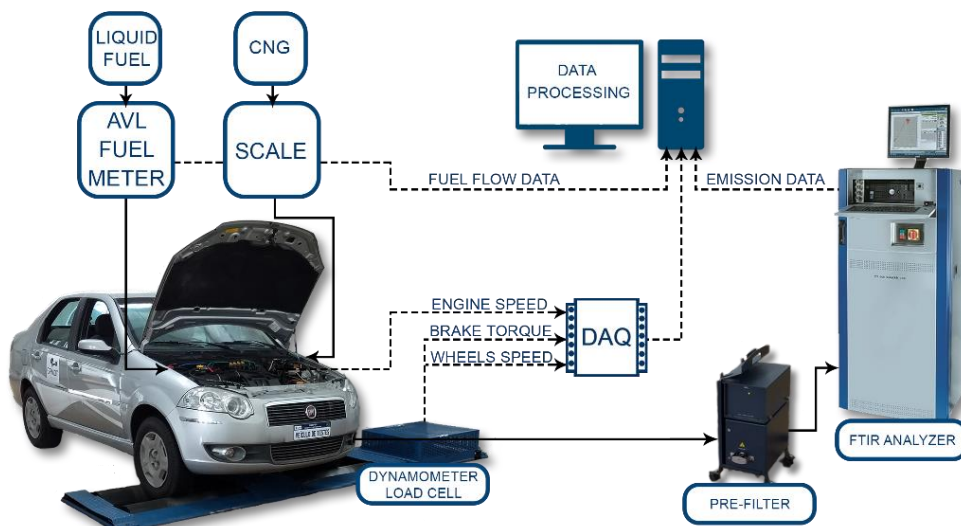 LIQUID
FUEL
CNG
AVL
FUEL
METER
SCALE
DATA
PROCESSING
FUEL FLOW DATA
EMISSION DATA
ENGINE SPEED
BRAKE TORQUE
WHEELS SPEED
DAQ
DYNAMOMETER
LOAD CELL
PRE-FILTER
FTIR ANALYZER